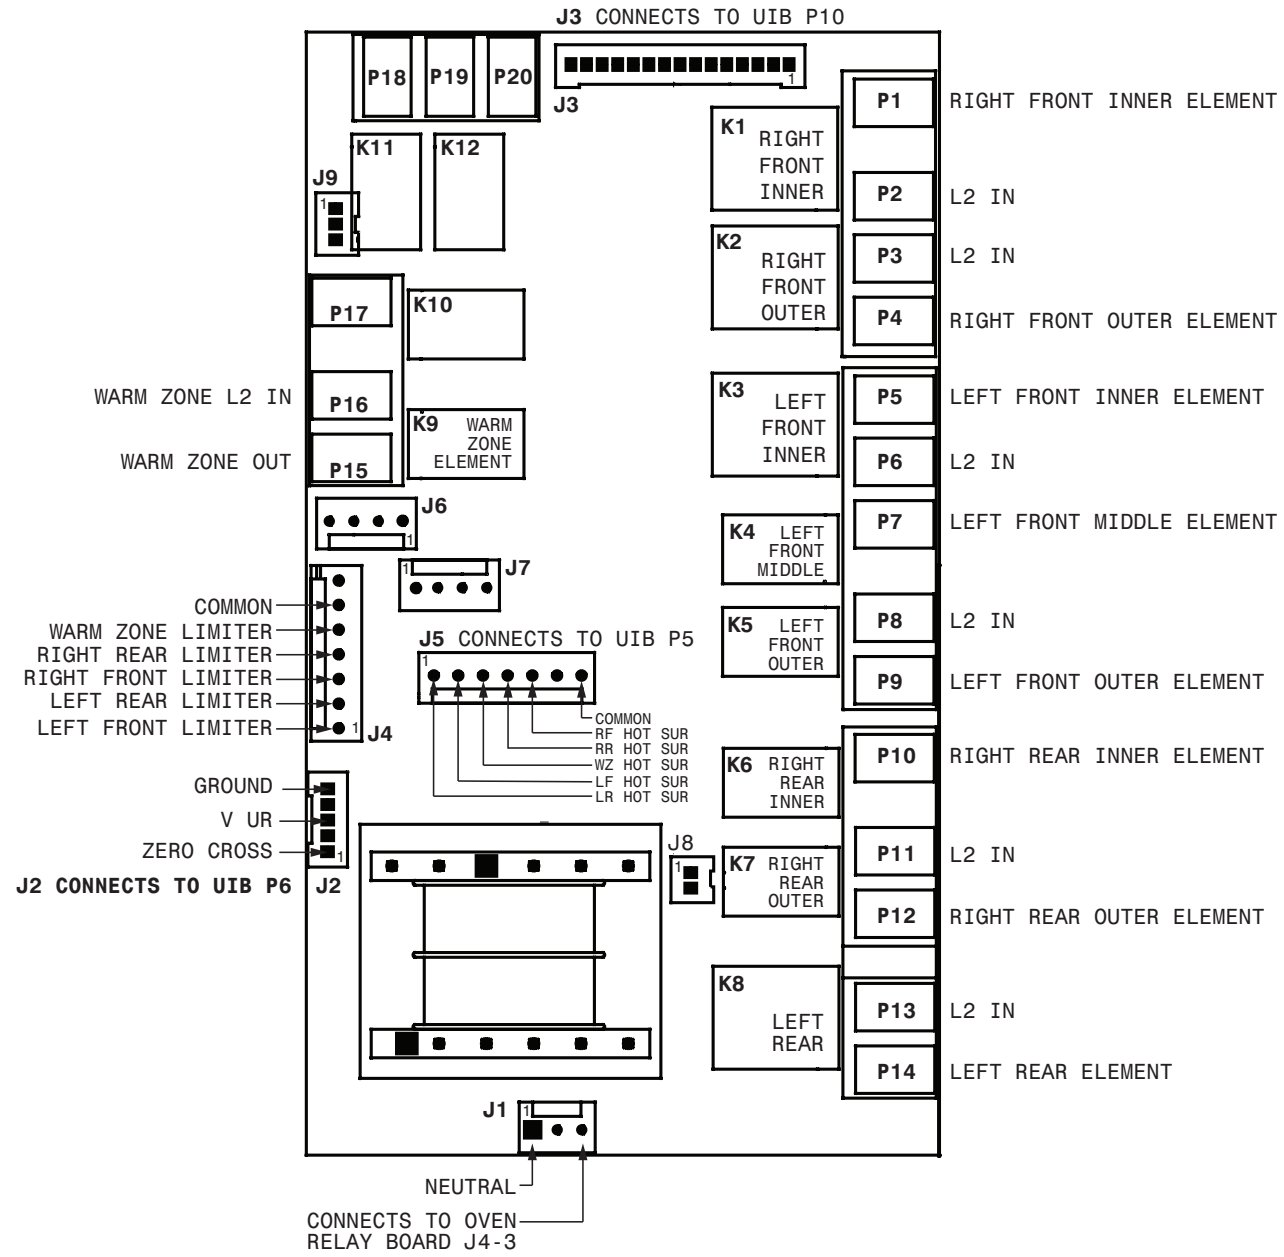 J3 CONNECTS TO UIB P10
P18
P19
P20
1
J3
P1
RIGHT FRONT INNER ELEMENT
K1
RIGHT
FRONT
INNER
K11
K12
J9
1
P2
L2 IN
K2
RIGHT
FRONT
OUTER
P3
L2 IN
P17
K10
P4
RIGHT FRONT OUTER ELEMENT
WARM ZONE L2 IN
P16
K3
LEFT
FRONT
INNER
P5
LEFT FRONT INNER ELEMENT
K9
WARM
ZONE
ELEMENT
WARM ZONE OUT
P15
P6
L2 IN
J6
1
P7
LEFT FRONT MIDDLE ELEMENT
K4
LEFT
FRONT
MIDDLE
1
J7
COMMON
WARM ZONE LIMITER
RIGHT REAR LIMITER
RIGHT FRONT LIMITER
LEFT REAR LIMITER
LEFT FRONT LIMITER
1
J4
J5 CONNECTS TO UIB P5
1
COMMON
RF HOT SUR
RR HOT SUR
WZ HOT SUR
LF HOT SUR
LR HOT SUR
K5
LEFT
FRONT
OUTER
P8
L2 IN
P9
LEFT FRONT OUTER ELEMENT
K6
RIGHT
REAR
INNER
P10
RIGHT REAR INNER ELEMENT
GROUND
V UR
ZERO CROSS
1
J2 CONNECTS TO UIB P6
J2
J8
1
K7
RIGHT
REAR
OUTER
P11
L2 IN
P12
RIGHT REAR OUTER ELEMENT
K8
LEFT
REAR
P13
L2 IN
P14
LEFT REAR ELEMENT
J1
1
NEUTRAL
CONNECTS TO OVEN
RELAY BOARD J4-3